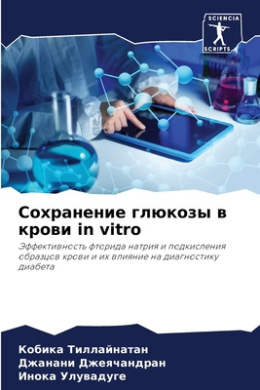 SCIENCIA
SCRIPTS
Сохранение глюкозы в
крови in vitro
Эффективность фторида натрия и подкисления
образцов крови и их влияние на диагностику
диабета
Кобика Тиллайнатан
Джанани Джеячандран
Инока Улувадуге